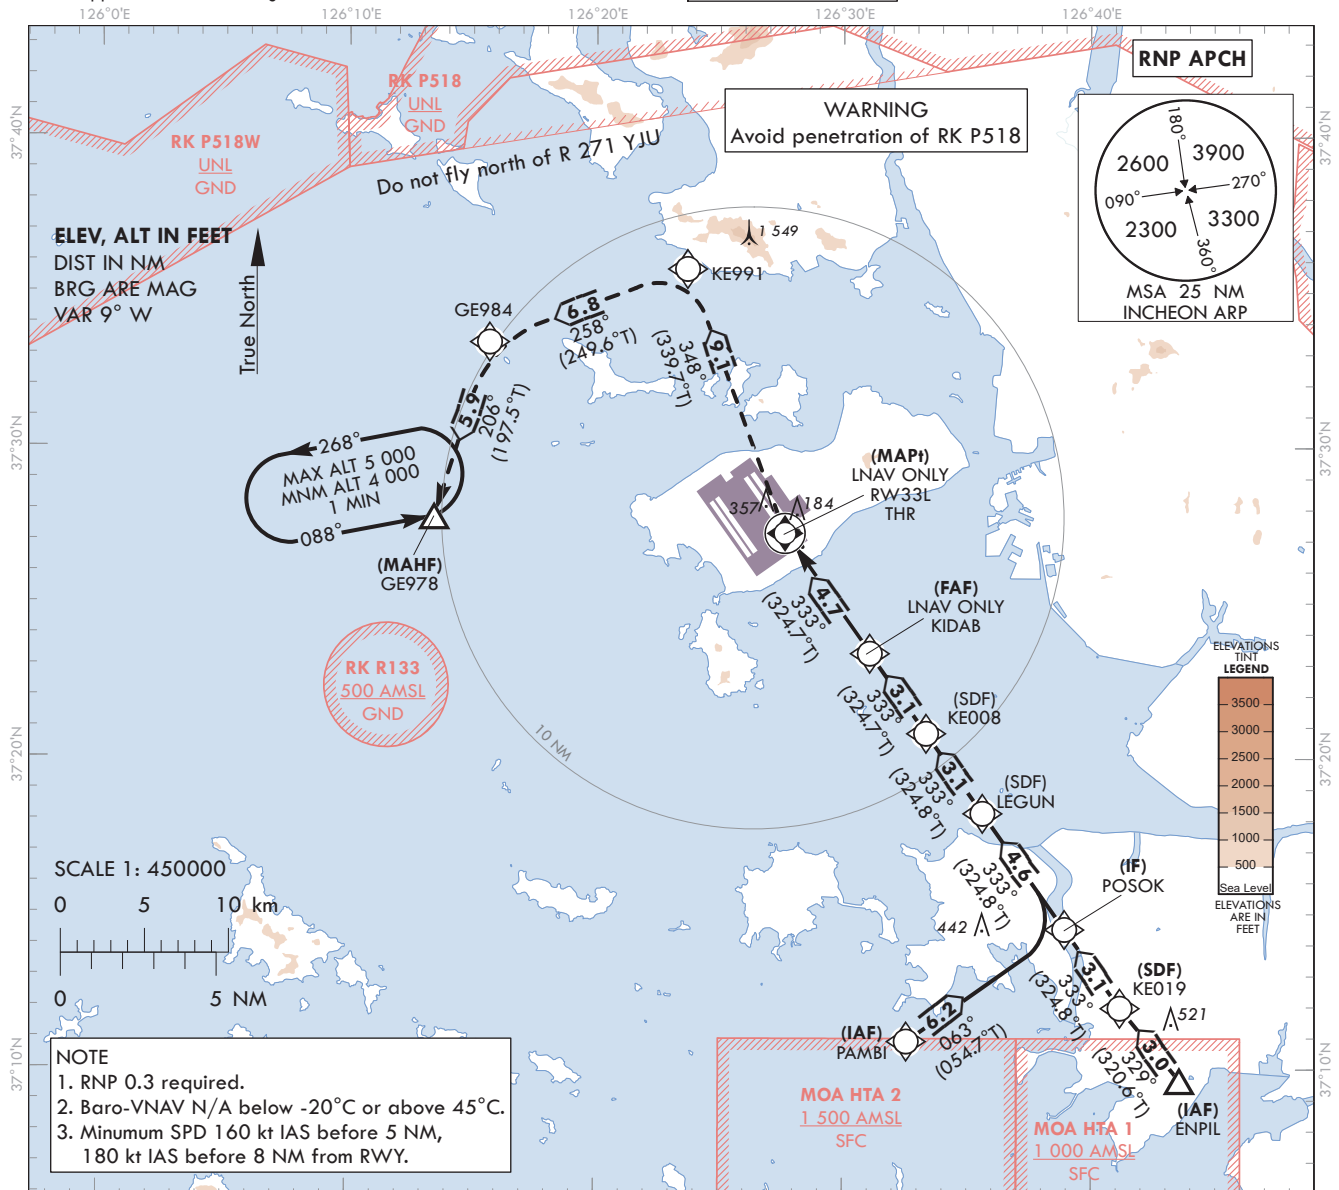 126°0'E
126°10'E
126°20'E
126°30'E
126°40'E
RNP APCH
RK P518
UNL
GND
RK P518W
UNL
GND
WARNING
Avoid penetration of RK P518
Do not fly north of R 271 YJU
180°
2600
3900
090°
270°
2300
3300
360°
MSA 25 NM
INCHEON ARP
37°40'N
37°40'N
ELEV, ALT IN FEET
DIST IN NM
BRG ARE MAG
VAR 9° W
True North
1 549
KE991
GE984
6.8
258°
(249.6°T)
9.1
348°
(339.7°T)
5.9
206°
(197.5°T)
268°
MAX ALT 5 000
MNM ALT 4 000
1 MIN
088°
(MAHF)
GE978
37°30'N
37°30'N
(MAPt)
LNAV ONLY
RW33L
THR
357
184
(FAF)
LNAV ONLY
KIDAB
4.7
333°
(324.7°T)
RK R133
500 AMSL
GND
(SDF)
KE008
3.1
333°
(324.7°T)
10 NM
3.1
333°
(324.8°T)
(SDF)
LEGUN
ELEVATIONS
TINT
LEGEND
3500
3000
2500
2000
1500
1000
500
Sea Level
ELEVATIONS
ARE IN
FEET
37°20'N
37°20'N
4.6
333°
(324.8°T)
442
(IF)
POSOK
SCALE 1: 450000
0 5 10 km
0 5 NM
3.1
333°
(324.8°T)
(SDF)
KE019
521
(IAF)
PAMBI
6.2
063°
(054.7°T)
3.0
329°
(320.6°T)
(IAF)
ENPIL
37°10'N
37°10'N
NOTE
1. RNP 0.3 required.
2. Baro-VNAV N/A below -20°C or above 45°C.
3. Minumum SPD 160 kt IAS before 5 NM,
180 kt IAS before 8 NM from RWY.
MOA HTA 2
1 500 AMSL
SFC
MOA HTA 1
1 000 AMSL
SFC